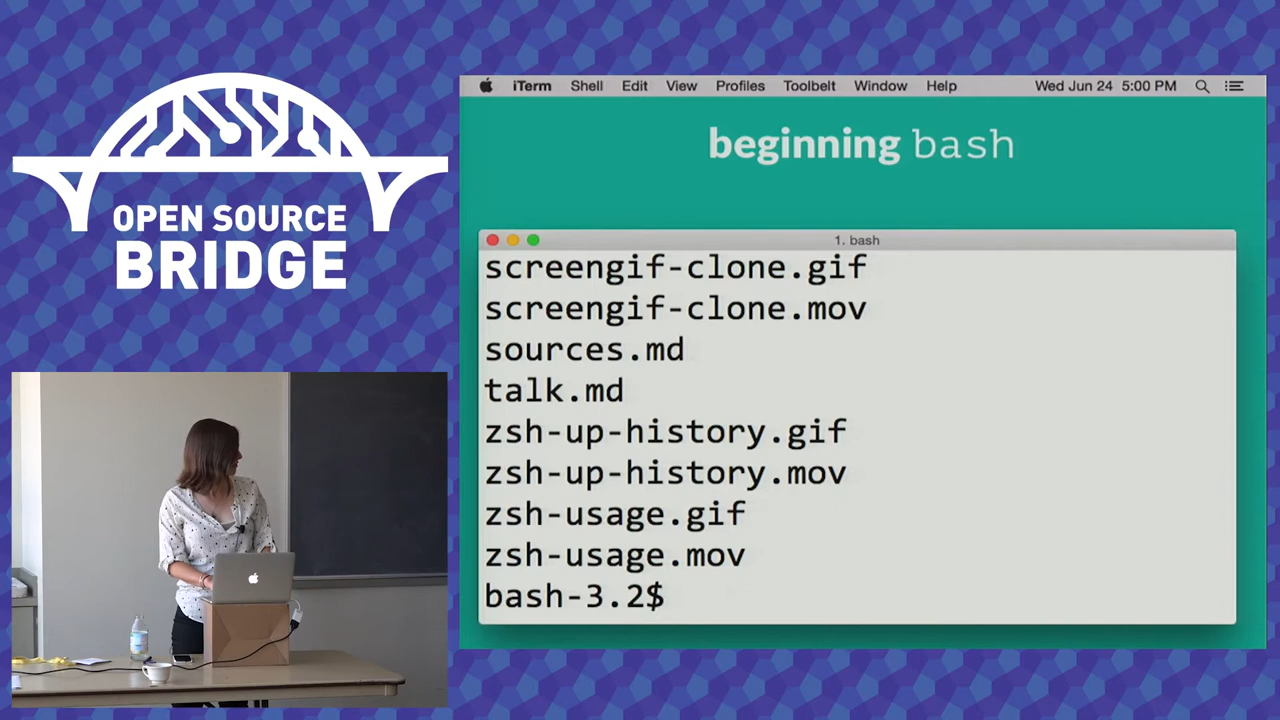 OPEN SOURCE
BRIDGE
iTerm Shell Edit View Profiles Toolbelt Window Help Wed Jun 24 5:00 PM
beginning bash
1. bash
screengif-clone.gif
screengif-clone.mov
sources.md
talk.md
zsh-up-history.gif
zsh-up-history.mov
zsh-usage.gif
zsh-usage.mov
bash-3.2$